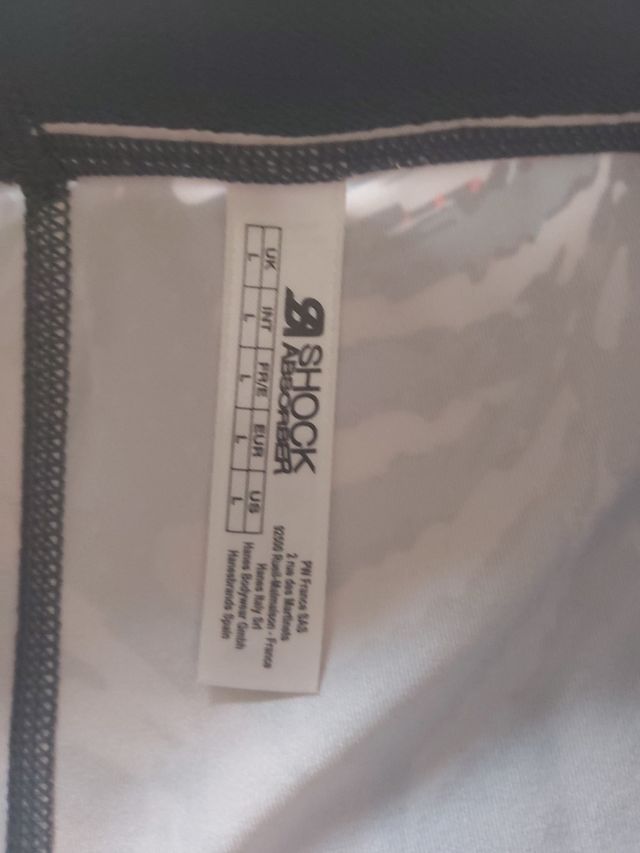 SHOCK
ABSORBER
UK INT FR/E EUR US
L L L L L
PW France SAS
2 rue des Martinets
92500 Rueil-Malmaison - France
Hanes Italy Srl
Hanes Bodywear Gmbh
Hanesbrands Spain